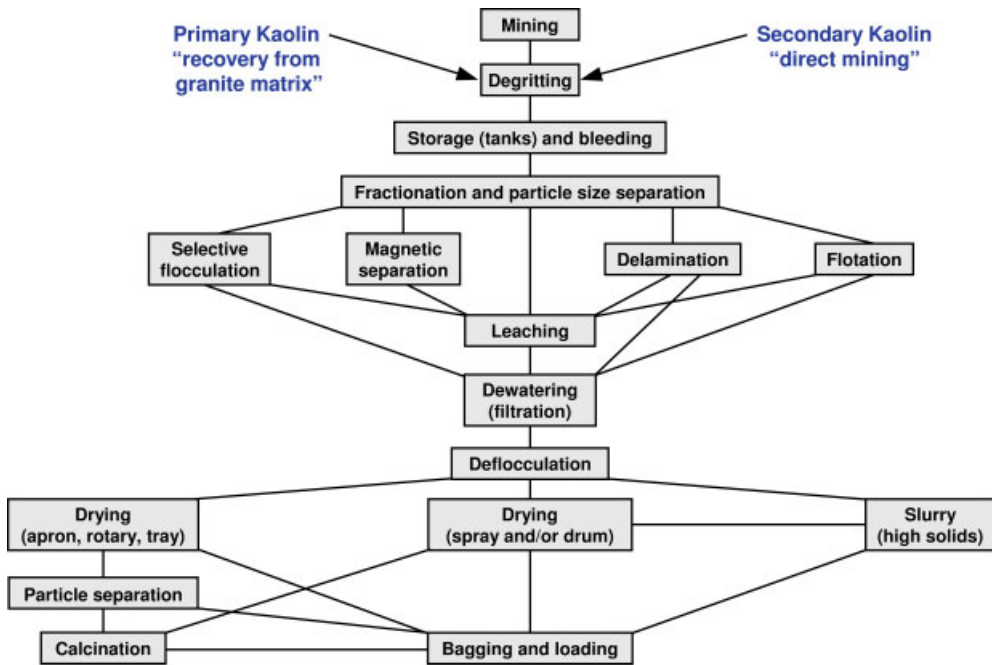 Primary Kaolin
“recovery from
granite matrix”
Mining
Secondary Kaolin
“direct mining”
Degritting
Storage (tanks) and bleeding
Fractionation and particle size separation
Selective
flocculation
Magnetic
separation
Delamination
Flotation
Leaching
Dewatering
(filtration)
Deflocculation
Drying
(apron, rotary, tray)
Drying
(spray and/or drum)
Slurry
(high solids)
Particle separation
Calcination
Bagging and loading